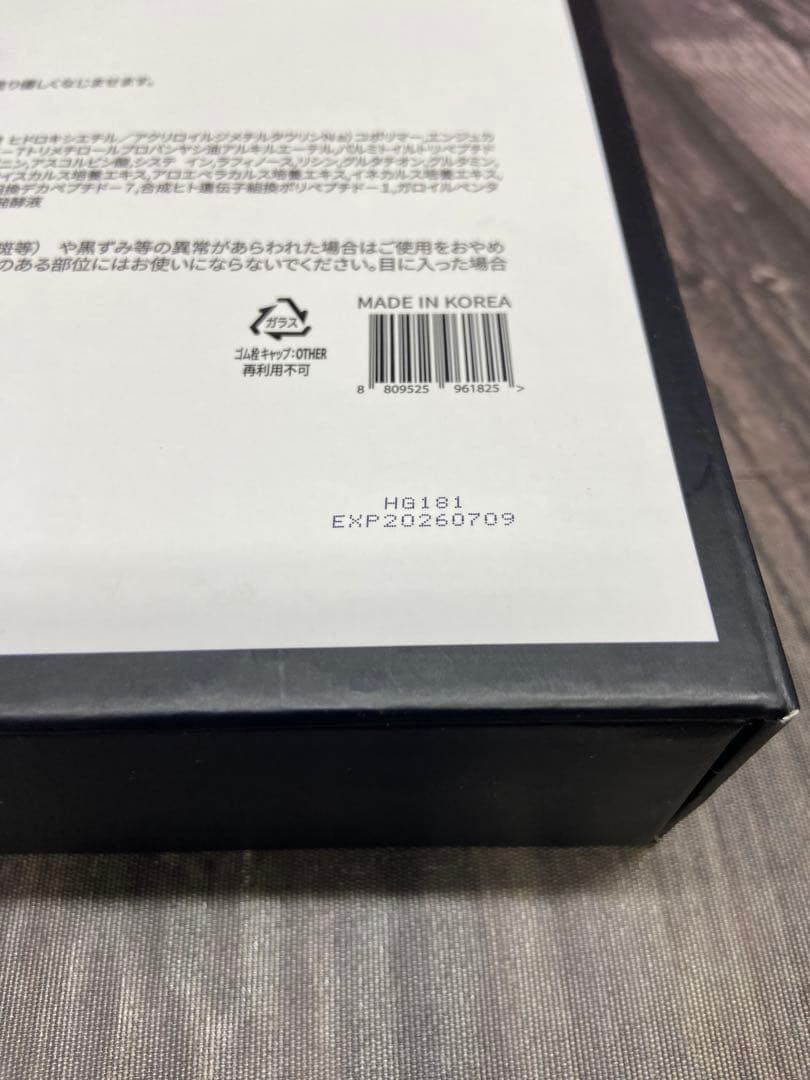 り優しくなじませます。
ヒドロキシエチル／アクリロイルジメチルタウリンNa)コポリマー,エンジュカ
ーアトリメチロールプロパンヤシ油アルキルエーテル,パルミトイルトリペプチド
ニン,アスコルビン酸,システ イン,ラフィノース,リシン,グルタチオン,グルタミン,
ィスカルス培養エキス,アロエベラカルス培養エキス,イネカルス培養エキス,
換デカペプチドー7,合成ヒト遺伝子組換ポリペプチドー1,ガロイルペンタ
発酵液
斑等） や黒ずみ等の異常があらわれた場合はご使用をおやめ
のある部位にはお使いにならないでください。目に入った場合
MADE IN KOREA
ガラス
ゴム栓キャップ:OTHER
再利用不可
8 809525 961825 >
HG181
EXP20260709